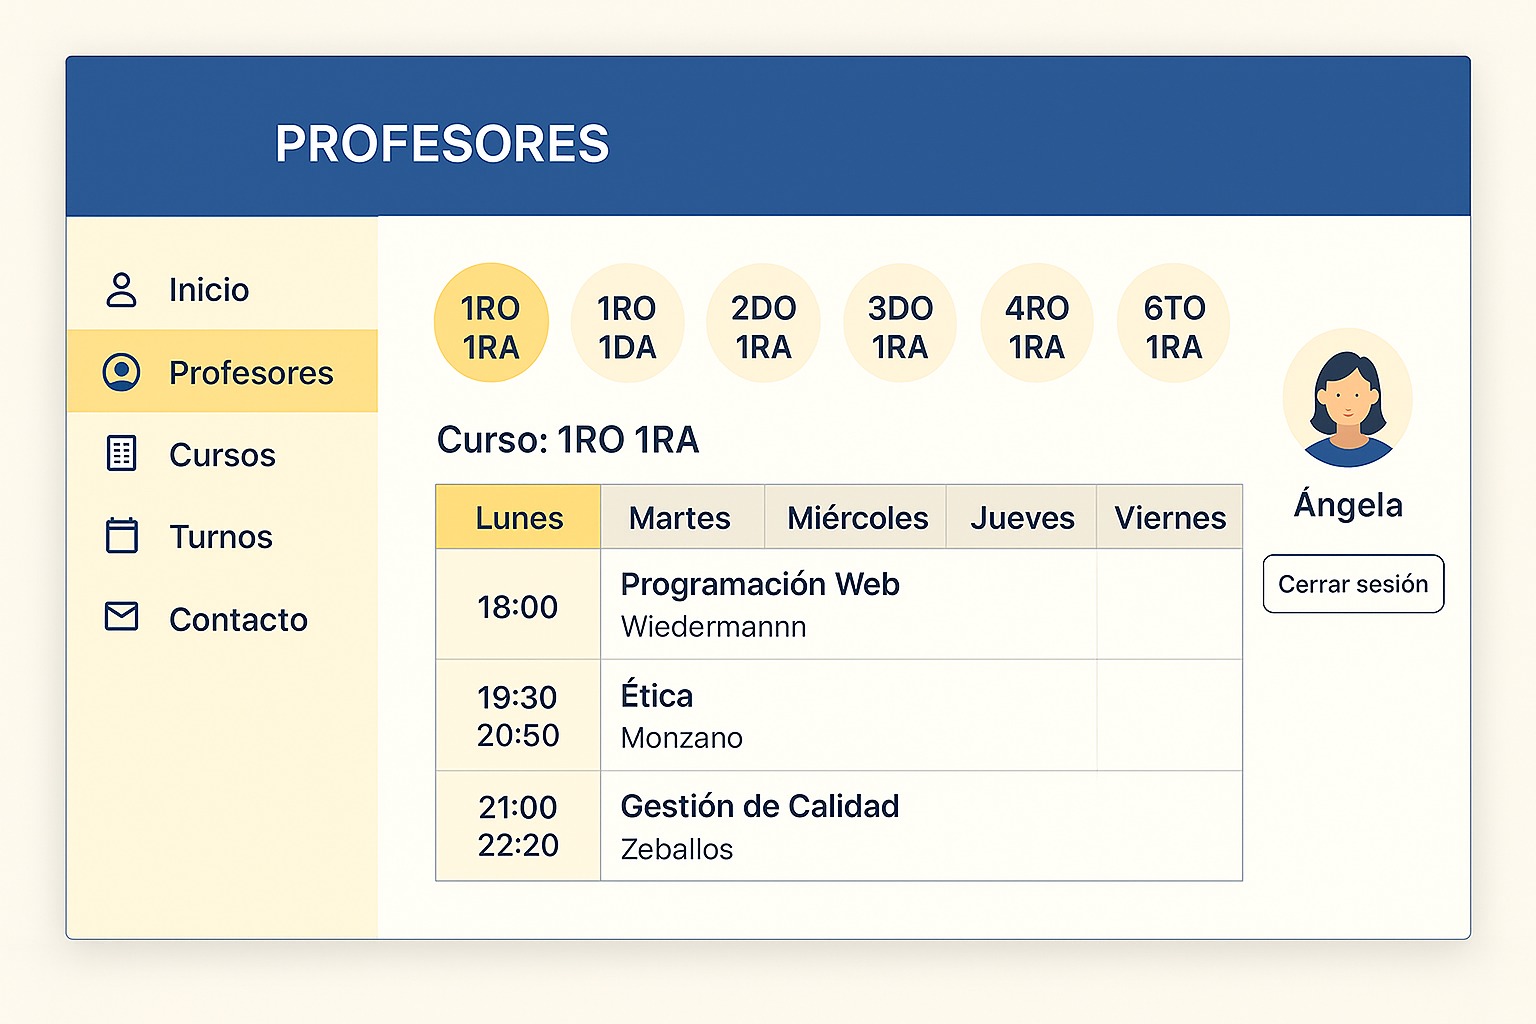 PROFESORES
Inicio
Profesores
Cursos
Turnos
Contacto
1RO
1RA
1RO
1DA
2DO
1RA
3DO
1RA
4RO
1RA
6TO
1RA
Curso: 1RO 1RA
Lunes Martes Miércoles Jueves Viernes
18:00
Programación Web
Wiedermannn
19:30
20:50
Ética
Monzano
21:00
22:20
Gestión de Calidad
Zeballos
Ángela
Cerrar sesión